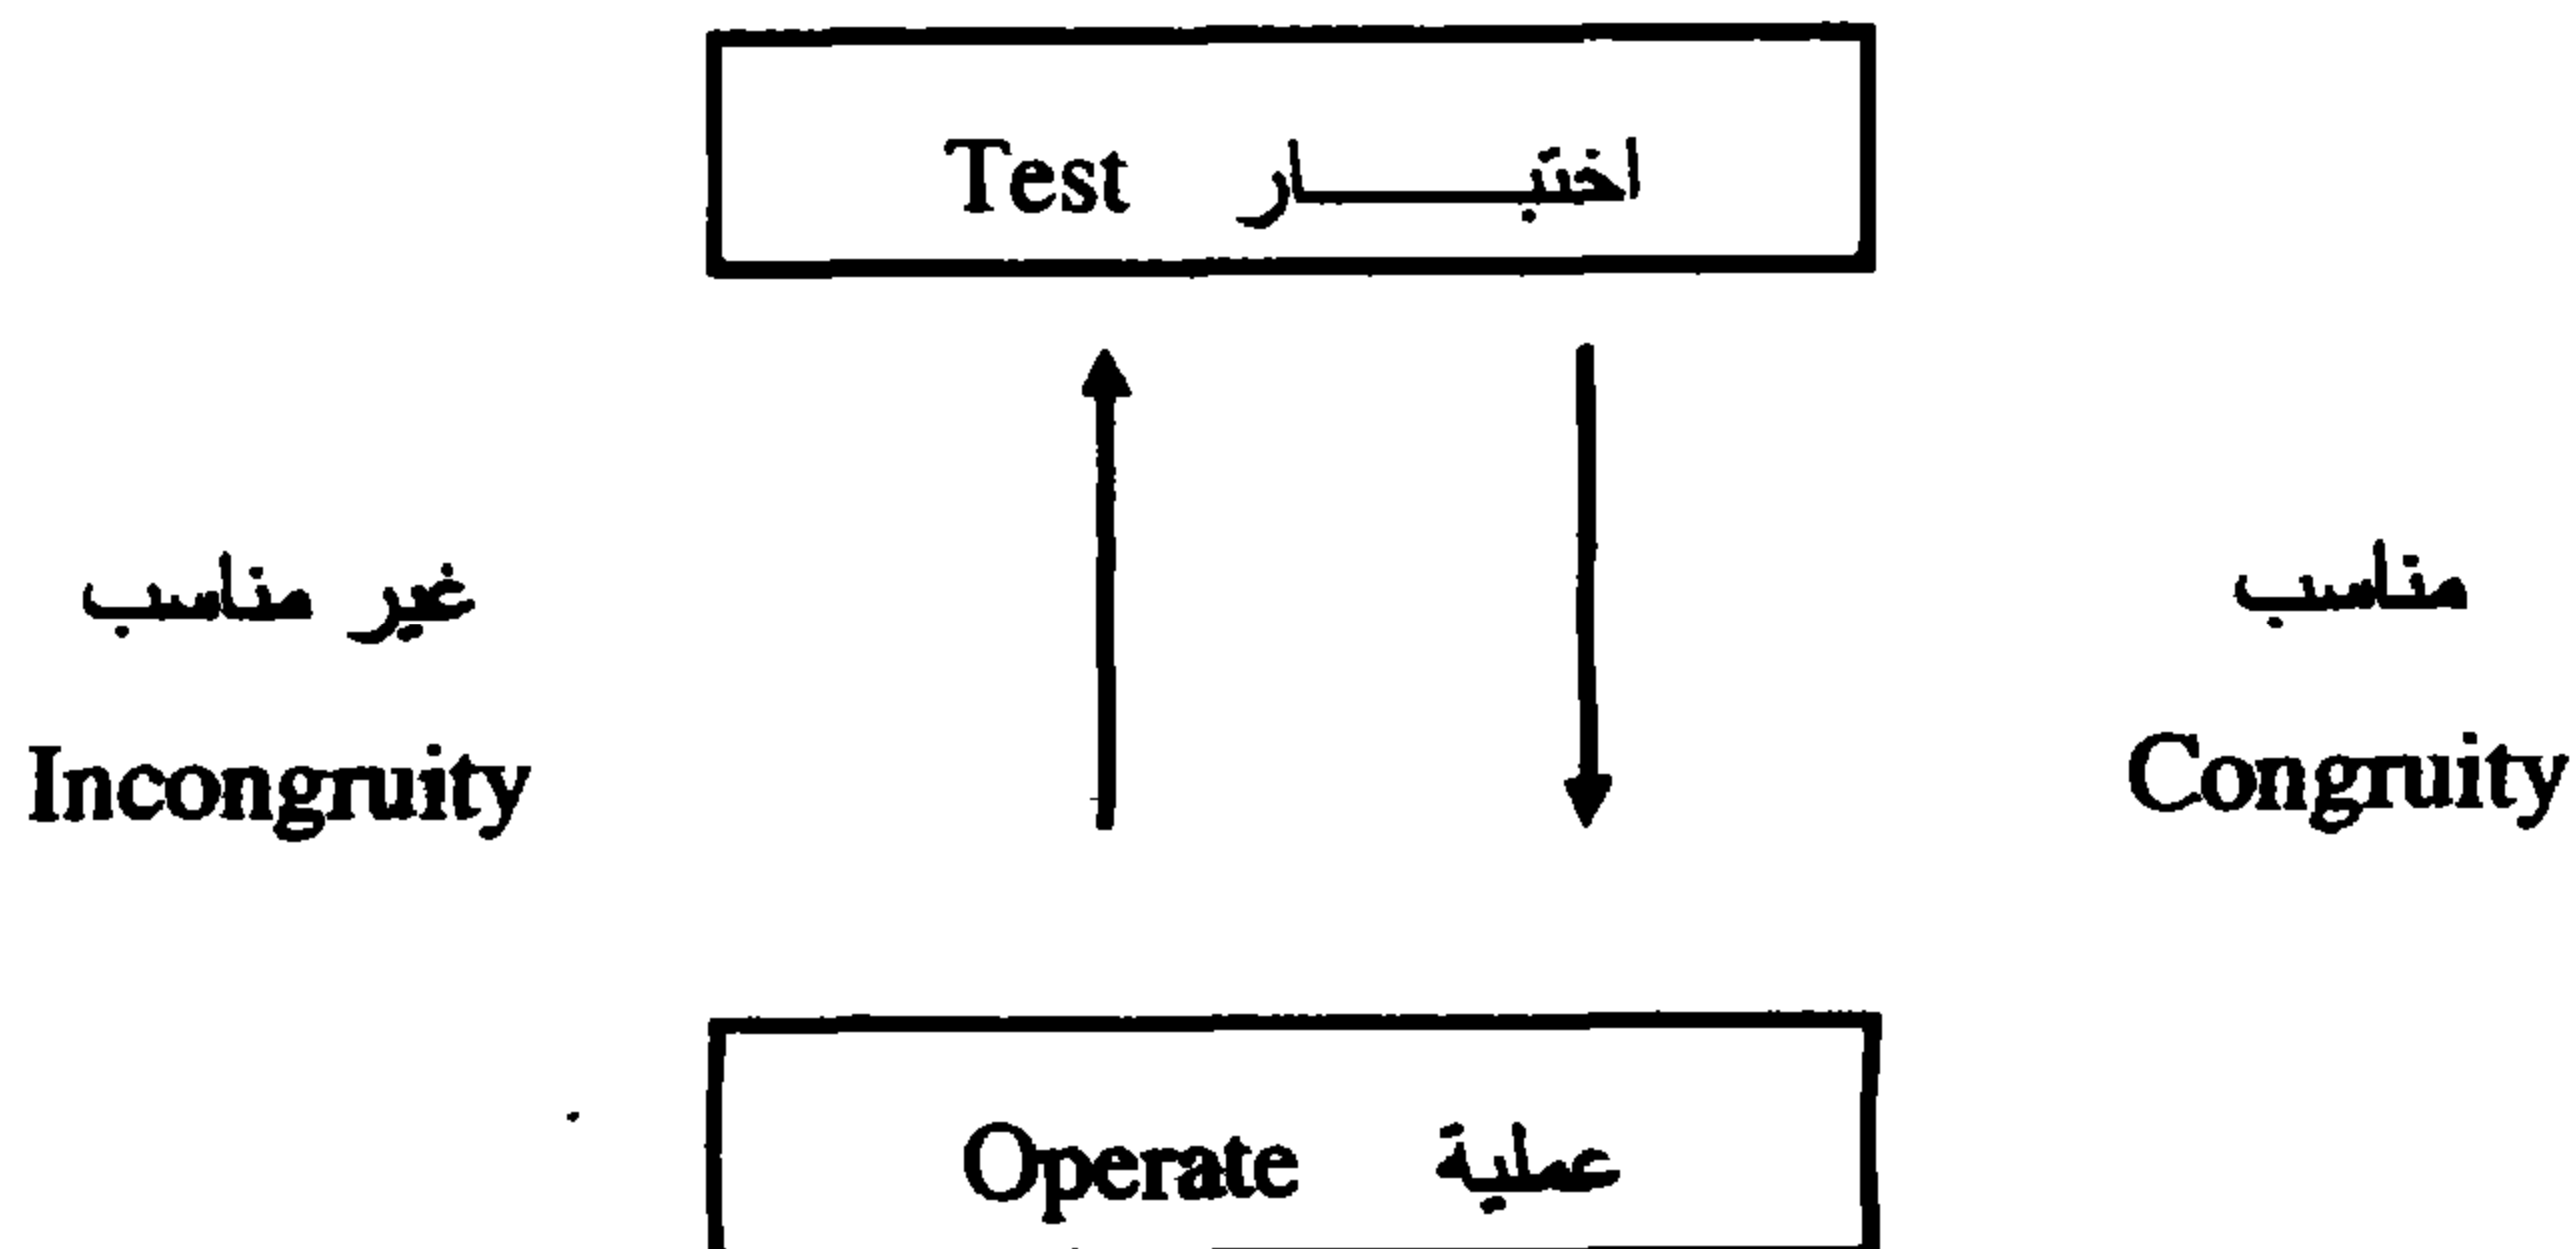 اختبـــــار Test
غير مناسب
مناسب
Incongruity
Congruity
عملية Operate